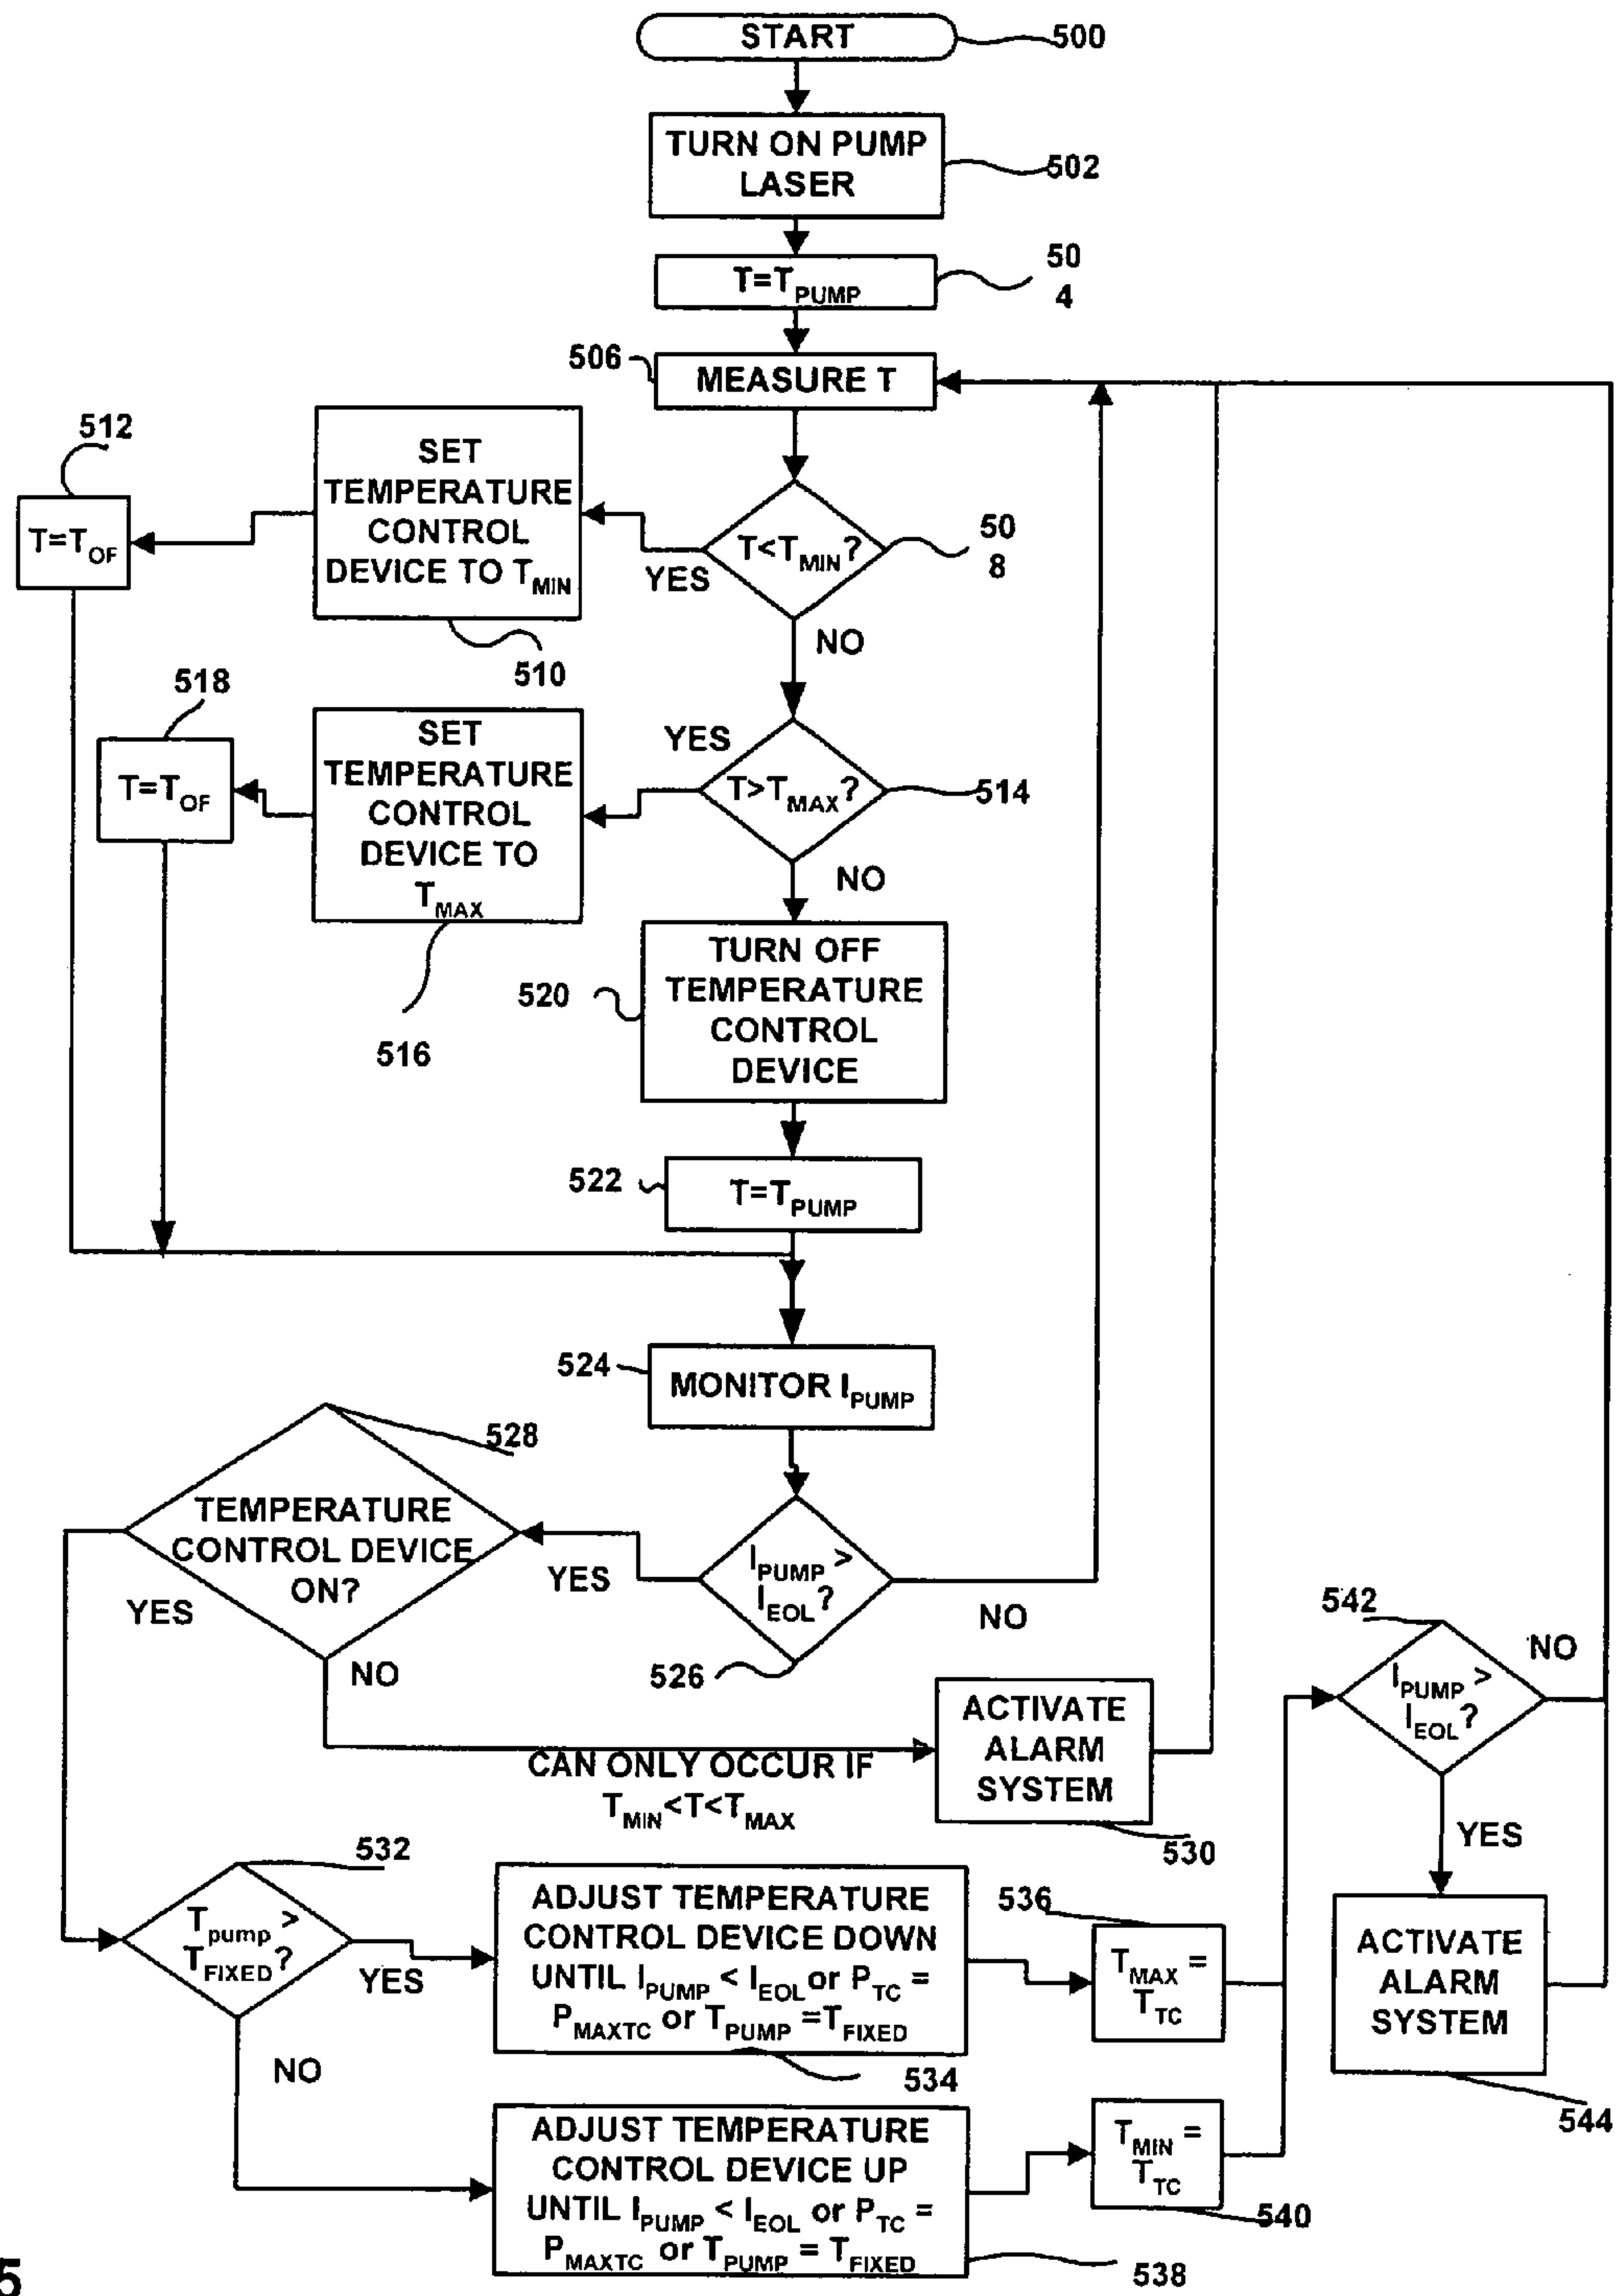 START
500
TURN ON PUMP
LASER
502
T=T_PUMP
50
4
506
MEASURE T
512
T=T_OF
SET
TEMPERATURE
CONTROL
DEVICE TO T_MIN
510
T<T_MIN?
50
8
YES
NO
518
T=T_OF
SET
TEMPERATURE
CONTROL
DEVICE TO
T_MAX
516
YES
T>T_MAX?
514
NO
520
TURN OFF
TEMPERATURE
CONTROL
DEVICE
522
T=T_PUMP
524
MONITOR I_PUMP
528
TEMPERATURE
CONTROL DEVICE
ON?
YES
NO
YES
I_PUMP >
I_EOL?
NO
526
CAN ONLY OCCUR IF
T_MIN<T<T_MAX
ACTIVATE
ALARM
SYSTEM
530
542
I_PUMP >
I_EOL?
NO
YES
532
T_pump >
T_FIXED?
YES
NO
ADJUST TEMPERATURE
CONTROL DEVICE DOWN
UNTIL I_PUMP < I_EOL or P_TC =
P_MAXTC or T_PUMP =T_FIXED
534
536
T_MAX =
T_TC
ACTIVATE
ALARM
SYSTEM
544
ADJUST TEMPERATURE
CONTROL DEVICE UP
UNTIL I_PUMP < I_EOL or P_TC =
P_MAXTC or T_PUMP = T_FIXED
538
T_MIN =
T_TC
540
5